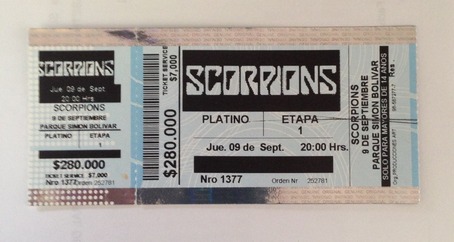 SCORPIONS
Jue. 09 de Sept
20:00 Hrs.
SCORPIONS
9 DE SEPTIEMBRE
PARQUE SIMON BOLIVAR
PLATINO ETAPA
1
$280.000
TICKET SERVICE $7,000
Nro 1377 Orden Nr 252781
$280.000
TICKET SERVICE
$7,000
SCORPIONS
PLATINO ETAPA
1
Jue. 09 de Sept. 20:00 Hrs.
Nro 1377 Orden Nr 252781
SCORPIONS
9 DE SEPTIEMBRE
PARQUE SIMON BOLIVAR
SOLO PARA MAYORES DE 14 AÑOS